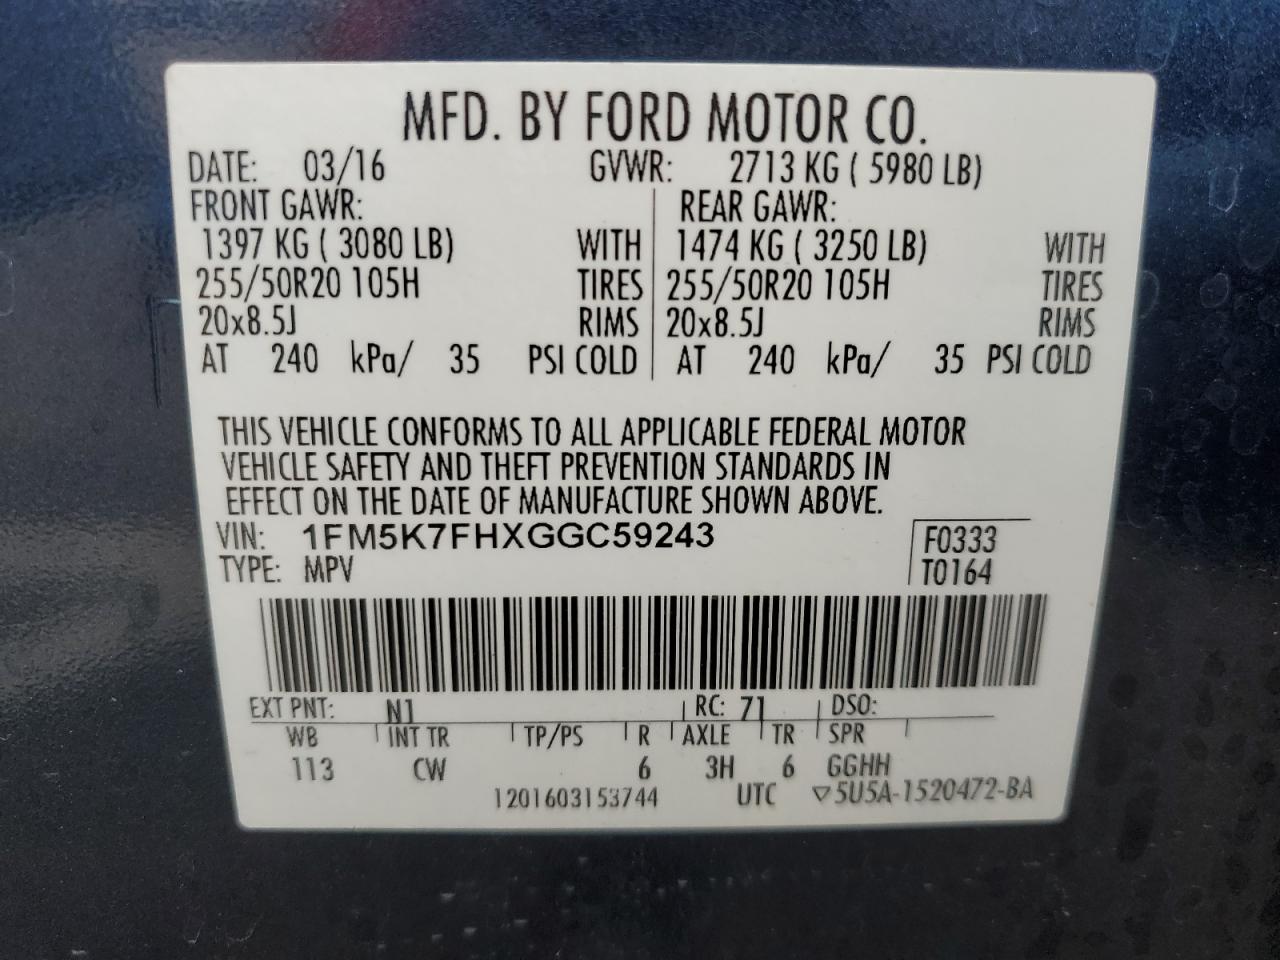 MFD. BY FORD MOTOR CO.
DATE: 03/16 GVWR: 2713 KG ( 5980 LB)
FRONT GAWR: REAR GAWR:
1397 KG ( 3080 LB) WITH 1474 KG ( 3250 LB) WITH
255/50R20 105H TIRES 255/50R20 105H TIRES
20x8.5J RIMS 20x8.5J RIMS
AT 240 kPa/ 35 PSI COLD AT 240 kPa/ 35 PSI COLD
THIS VEHICLE CONFORMS TO ALL APPLICABLE FEDERAL MOTOR
VEHICLE SAFETY AND THEFT PREVENTION STANDARDS IN
EFFECT ON THE DATE OF MANUFACTURE SHOWN ABOVE.
VIN: 1FM5K7FHXGGC59243 F0333
TYPE: MPV T0164
EXT PNT: N1 RC: 71 DSO:
WB INT TR TP/PS R AXLE TR SPR
113 CW 6 3H 6 GGHH
1201603153744 UTC ▽5U5A-1520472-BA